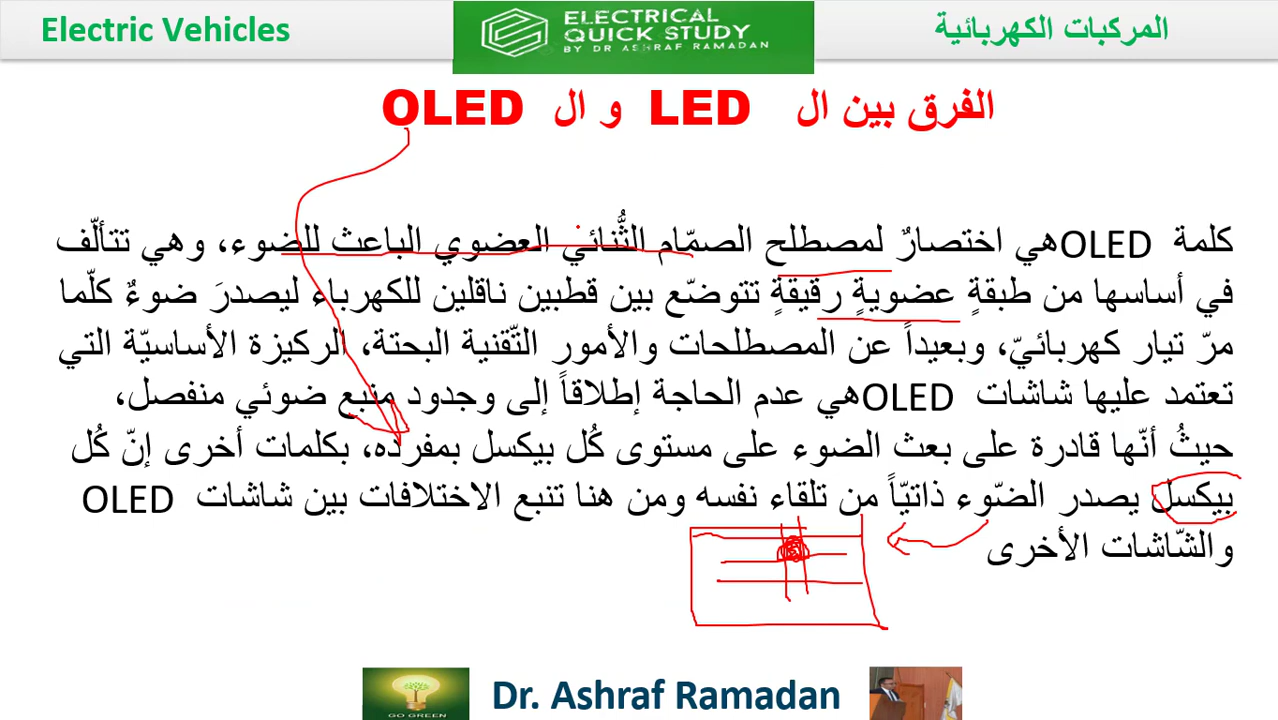 Electric Vehicles
ELECTRICAL
QUICK STUDY
BY DR ASHRAF RAMADAN
المركبات الكهربائية
الفرق بين ال LED و ال OLED
كلمة OLEDهي اختصارٌ لمصطلح الصمّام الثُّنائي العضوي الباعث للضوء، وهي تتألّف
في أساسها من طبقةٍ عضويةٍ رقيقةٍ تتوضّع بين قطبين ناقلين للكهرباء ليصدرَ ضوءٌ كلّما
مرّ تيار كهربائيّ، وبعيداً عن المصطلحات والأمور التّقنية البحتة، الركيزة الأساسيّة التي
تعتمد عليها شاشات OLEDهي عدم الحاجة إطلاقاً إلى وجدود منبع ضوئي منفصل،
حيثُ أنّها قادرة على بعث الضوء على مستوى كُل بيكسل بمفرده، بكلمات أخرى إنّ كُل
بيكسل يصدر الضّوء ذاتيّاً من تلقاء نفسه ومن هنا تنبع الاختلافات بين شاشات OLED
والشّاشات الأخرى
GO GREEN
Dr. Ashraf Ramadan